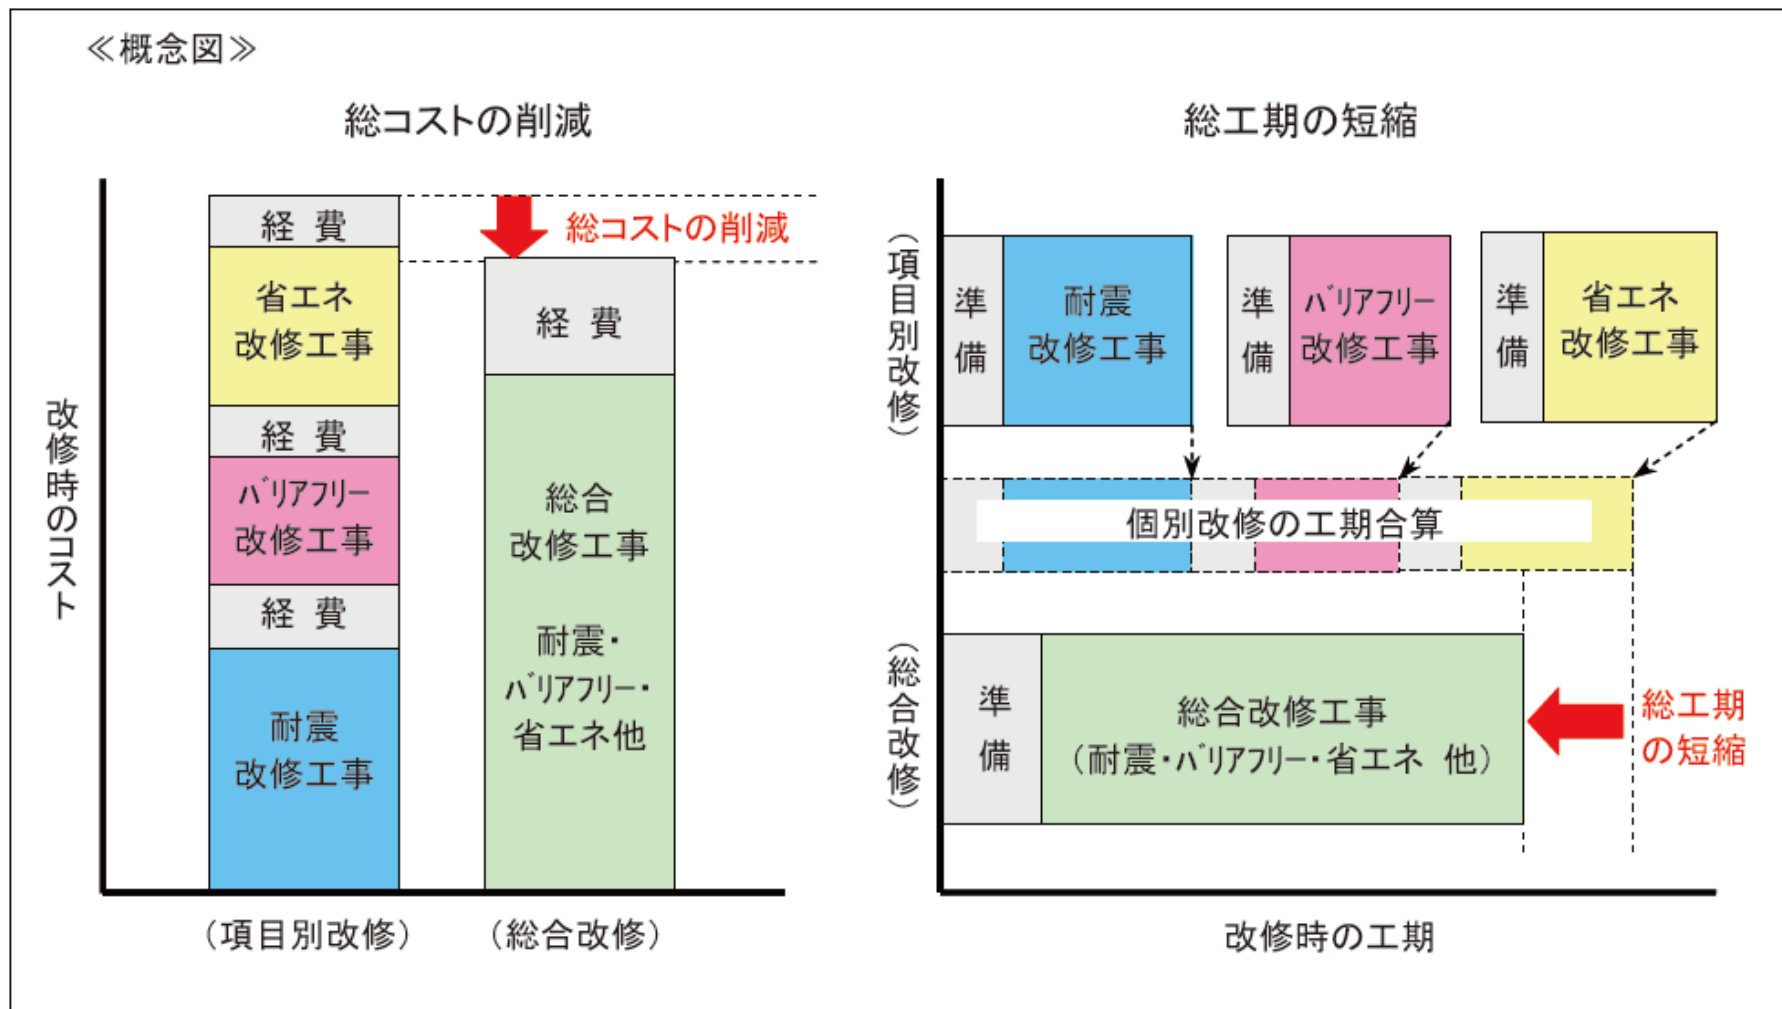 ≪概念図≫
総コストの削減
改修時のコスト
経 費
省エネ
改修工事
経 費
バリアフリー
改修工事
経 費
耐震
改修工事
総コストの削減
経 費
総合
改修工事
耐震・
バリアフリー・
省エネ他
(項目別改修)
(総合改修)
総工期の短縮
(項目別改修)
準備
耐震
改修工事
準備
バリアフリー
改修工事
準備
省エネ
改修工事
個別改修の工期合算
(総合改修)
準備
総合改修工事
(耐震・バリアフリー・省エネ 他)
総工期
の短縮
改修時の工期